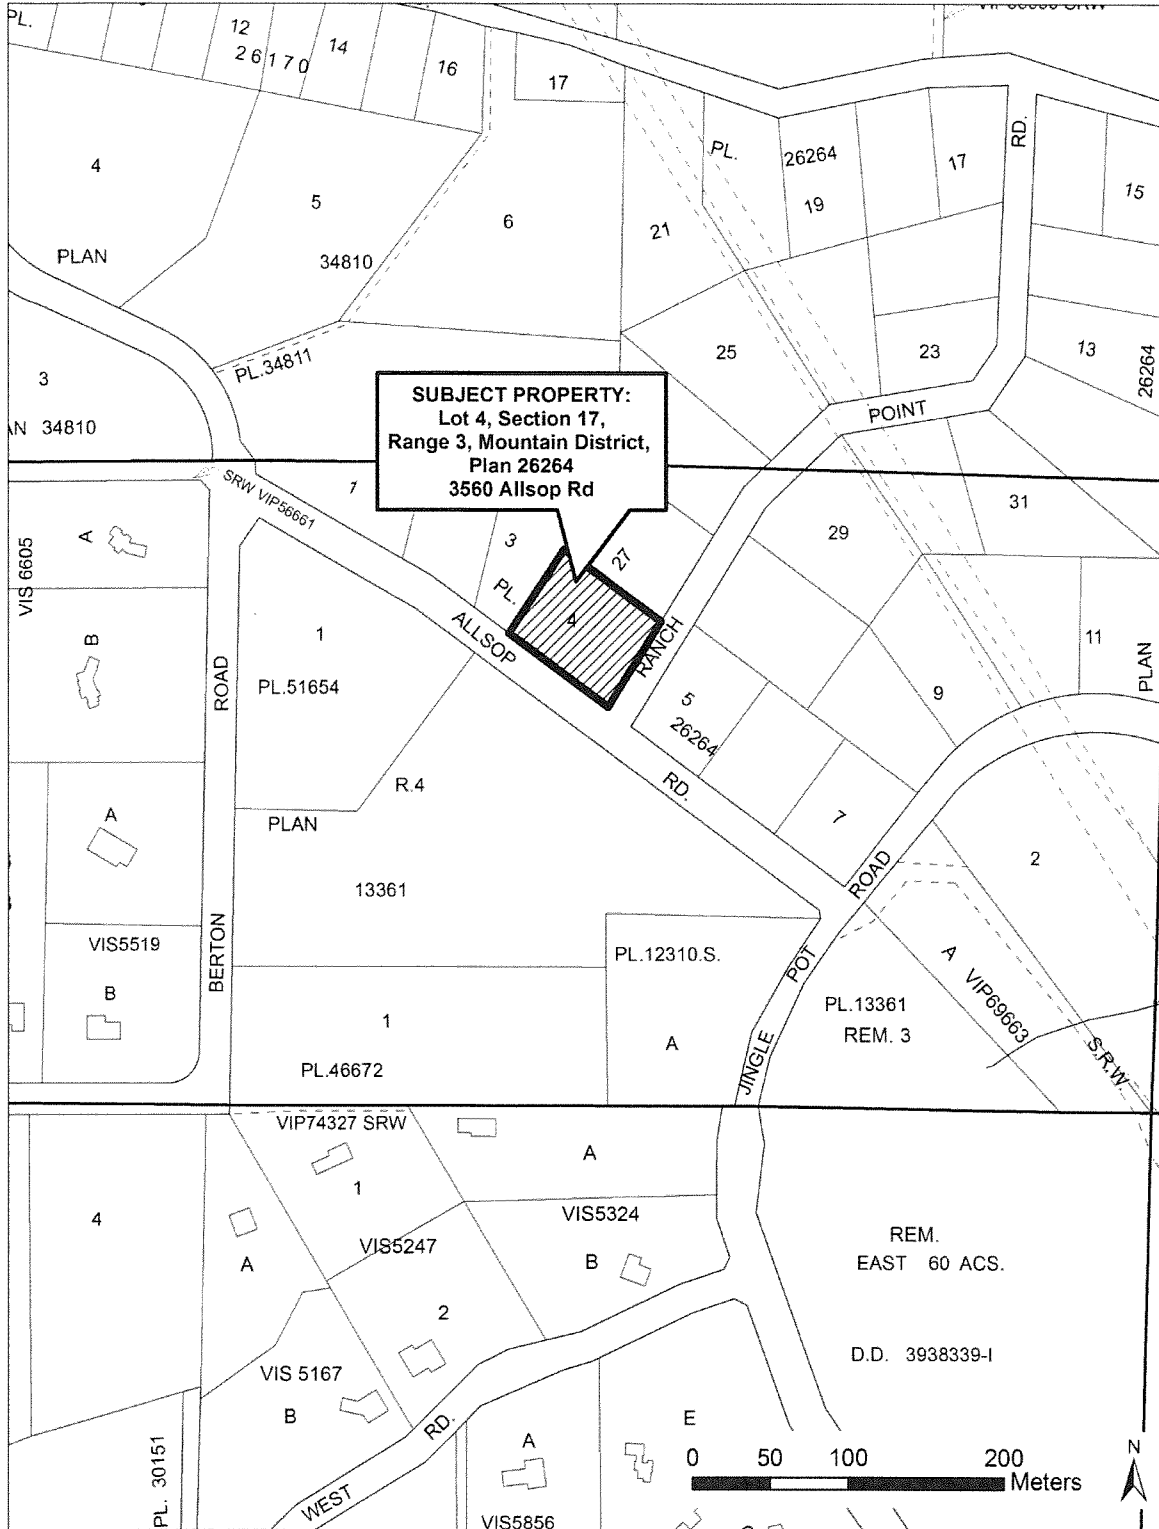 PL.
12
14
26170
16
17
PL.
26264
17
RD.
15
19
4
5
6
21
PLAN
34810
25
23
13
26264
3
PL.34811
POINT
34810
SUBJECT PROPERTY:
Lot 4, Section 17,
Range 3, Mountain District,
Plan 26264
3560 Allsop Rd
SRW VIP56661
1
3
27
29
31
VIS 6605
A
B
PL.
4
ALLSOP
RANCH
1
PL.51654
ROAD
5
26264
9
11
PLAN
RD.
R.4
A
PLAN
7
2
13361
ROAD
BERTON
VIS5519
B
PL.12310.S.
POT
A VIP69663
PL.13361
REM. 3
S.R.W.
1
A
JINGLE
PL.46672
VIP74327 SRW
A
1
4
A
VIS5324
VIS5247
B
REM.
EAST 60 ACS.
2
D.D. 3938339-I
VIS 5167
B
E
RD.
A
WEST
PL. 30151
VIS5856
0 50 100 200
Meters
N